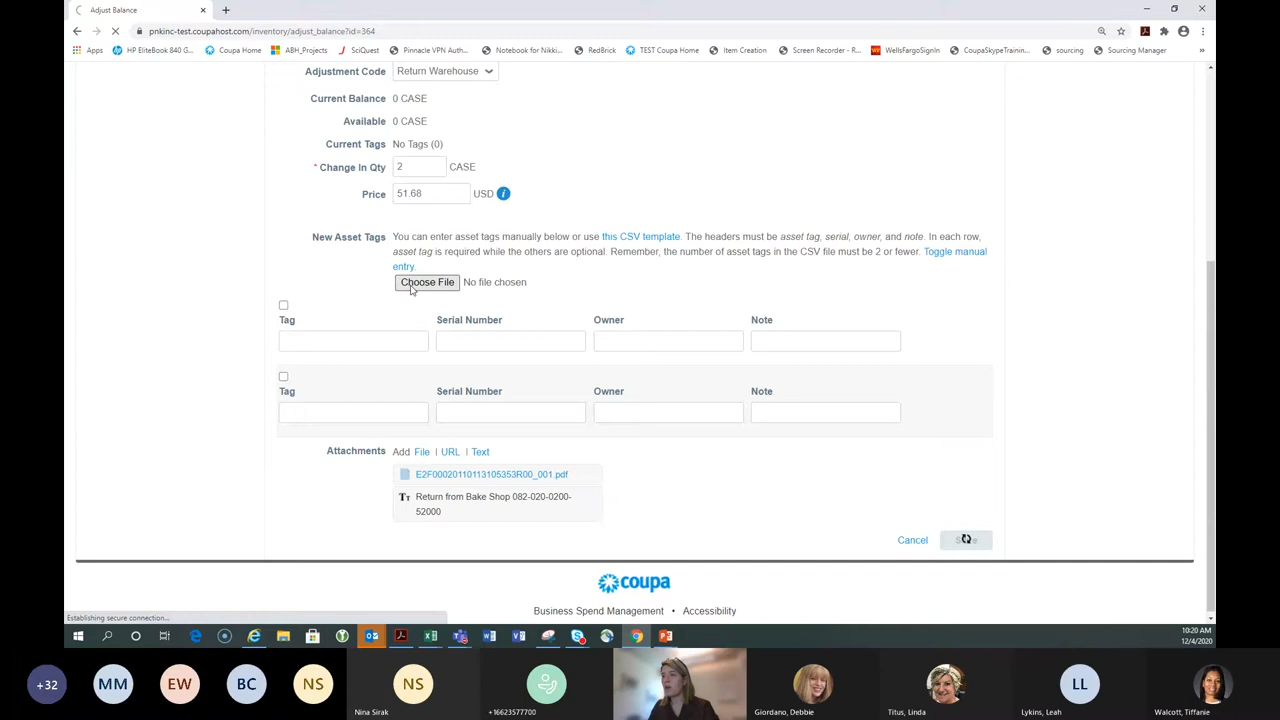 Adjust Balance
pnkinc-test.coupahost.com/inventory/adjust_balance?id=364
Apps HP EliteBook 840 G... Coupa Home ABH_Projects SciQuest Pinnacle VPN Auth... Notebook for Nikki... RedBrick TEST Coupa Home Item Creation Screen Recorder - R... WellsFargoSignIn CoupaSkypeTrainin... sourcing Sourcing Manager
Adjustment Code Return Warehouse
Current Balance 0 CASE
Available 0 CASE
Current Tags No Tags (0)
* Change In Qty 2 CASE
Price 51.68 USD
New Asset Tags You can enter asset tags manually below or use this CSV template. The headers must be asset tag, serial, owner, and note. In each row,
asset tag is required while the others are optional. Remember, the number of asset tags in the CSV file must be 2 or fewer. Toggle manual
entry.
Choose File No file chosen
Tag Serial Number Owner Note
Tag Serial Number Owner Note
Attachments Add File | URL | Text
E2F00020110113105353R00_001.pdf
Tт Return from Bake Shop 082-020-0200-
52000
Cancel
coupa
Business Spend Management • Accessibility
Establishing secure connection...
10:20 AM
12/4/2020
+32 MM EW BC NS NS LL
Nina Sirak +16623577700 Giordano, Debbie Titus, Linda Lykins, Leah Walcott, Tiffanie